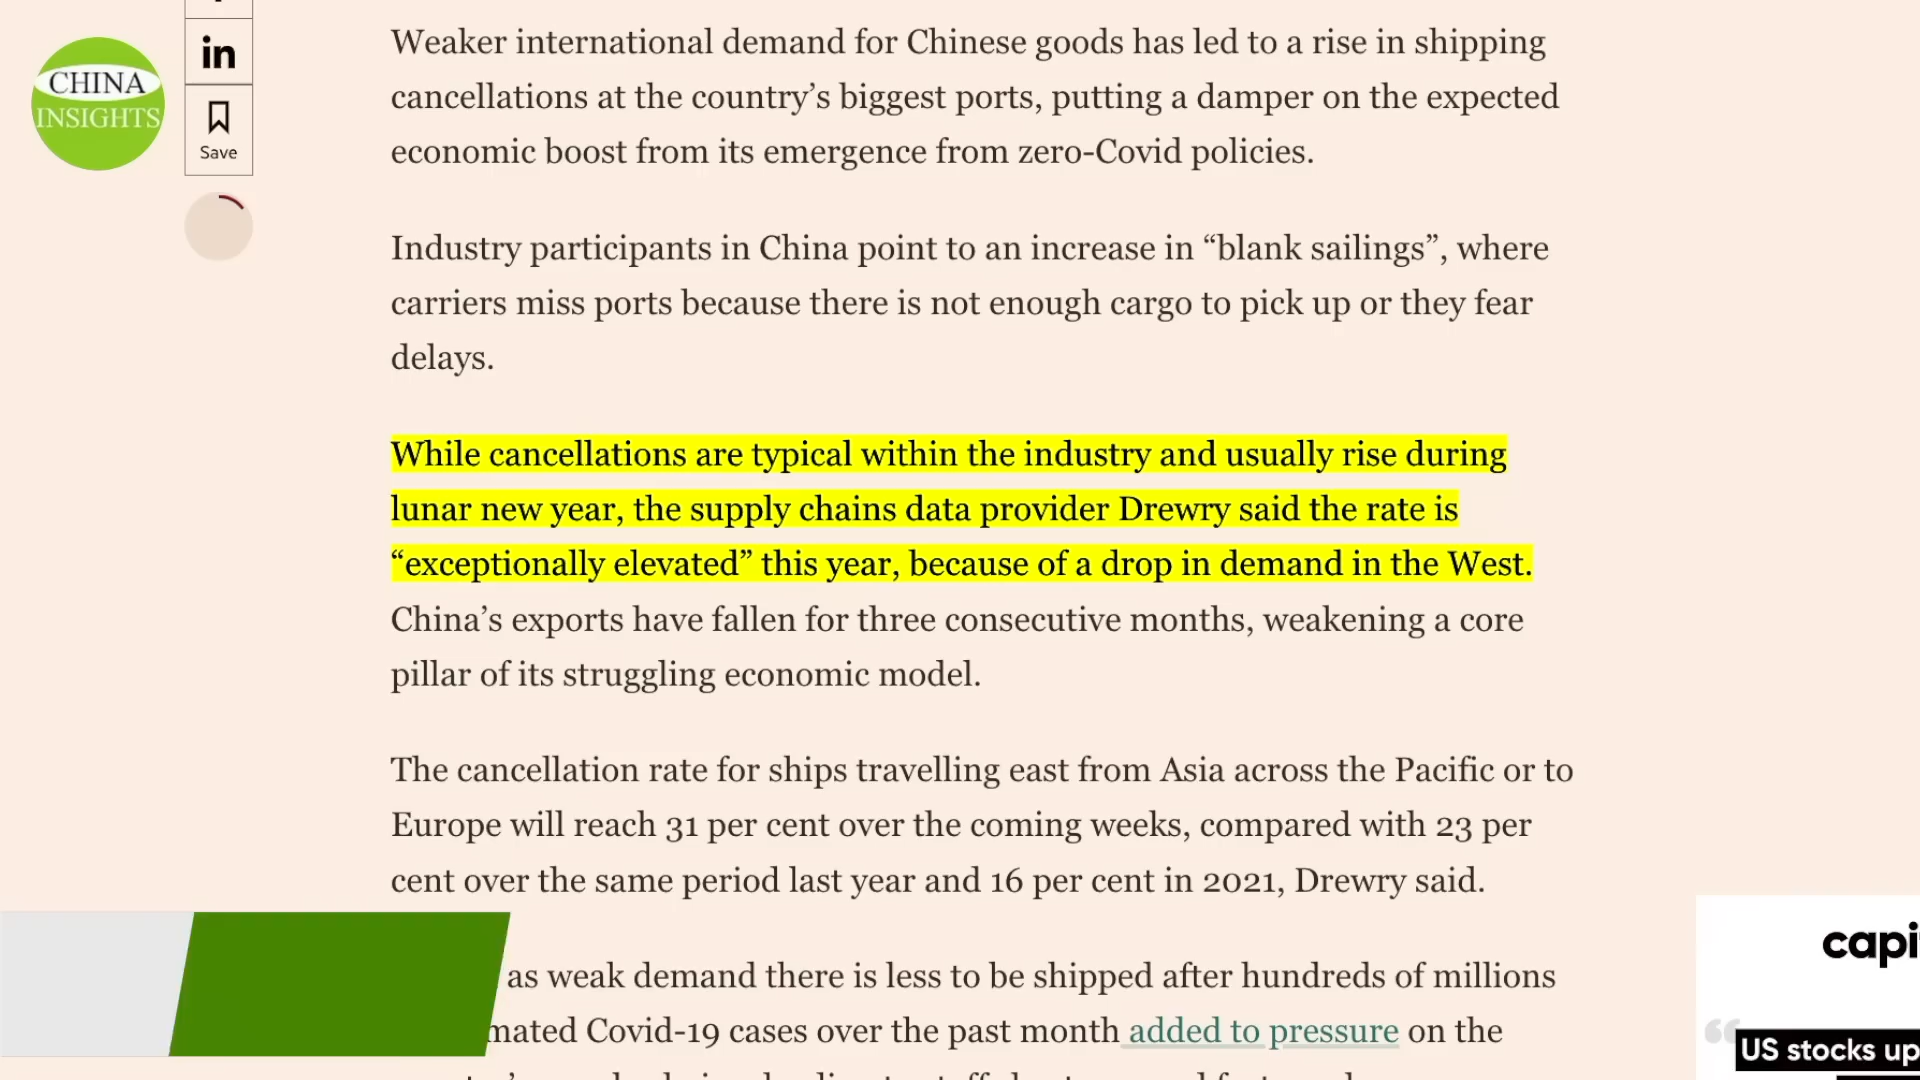 CHINA
INSIGHTS
in
Save
Weaker international demand for Chinese goods has led to a rise in shipping
cancellations at the country’s biggest ports, putting a damper on the expected
economic boost from its emergence from zero-Covid policies.
Industry participants in China point to an increase in “blank sailings”, where
carriers miss ports because there is not enough cargo to pick up or they fear
delays.
While cancellations are typical within the industry and usually rise during
lunar new year, the supply chains data provider Drewry said the rate is
“exceptionally elevated” this year, because of a drop in demand in the West.
China’s exports have fallen for three consecutive months, weakening a core
pillar of its struggling economic model.
The cancellation rate for ships travelling east from Asia across the Pacific or to
Europe will reach 31 per cent over the coming weeks, compared with 23 per
cent over the same period last year and 16 per cent in 2021, Drewry said.
as weak demand there is less to be shipped after hundreds of millions
mated Covid-19 cases over the past month added to pressure on the
capi
“
US stocks up